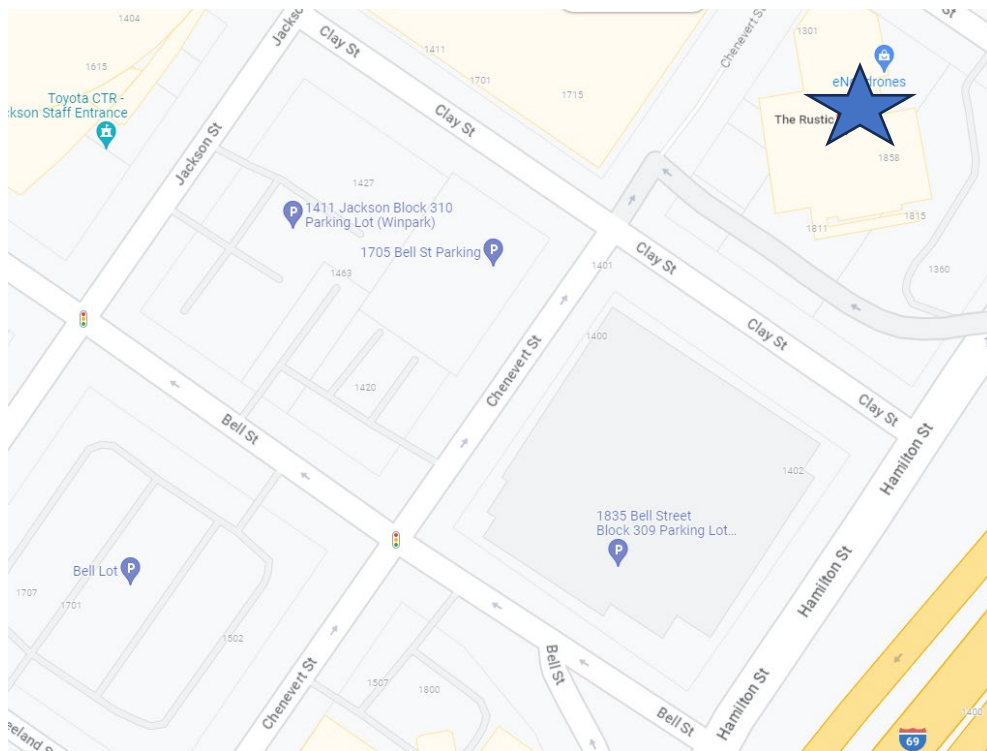 Jackso
Clay St
Chenevert St
St
1404
1411
1301
1615
1701
1715
Toyota CTR -
ckson Staff Entrance
The Rustic
1858
Jackson St
Clay St
1427
1411 Jackson Block 310
Parking Lot (Winpark)
1705 Bell St Parking
1815
1811
1463
1401
Clay St
1360
1400
Clay St
Chenevert St
1420
Clay St
Bell St
Hamilton St
1402
1835 Bell Street
Block 309 Parking Lot...
Bell Lot
1707
1701
1502
Hamilton St
Bell St
Chenevert St
1507
1800
Hamilton St
Bell St
eeland S
1400
69